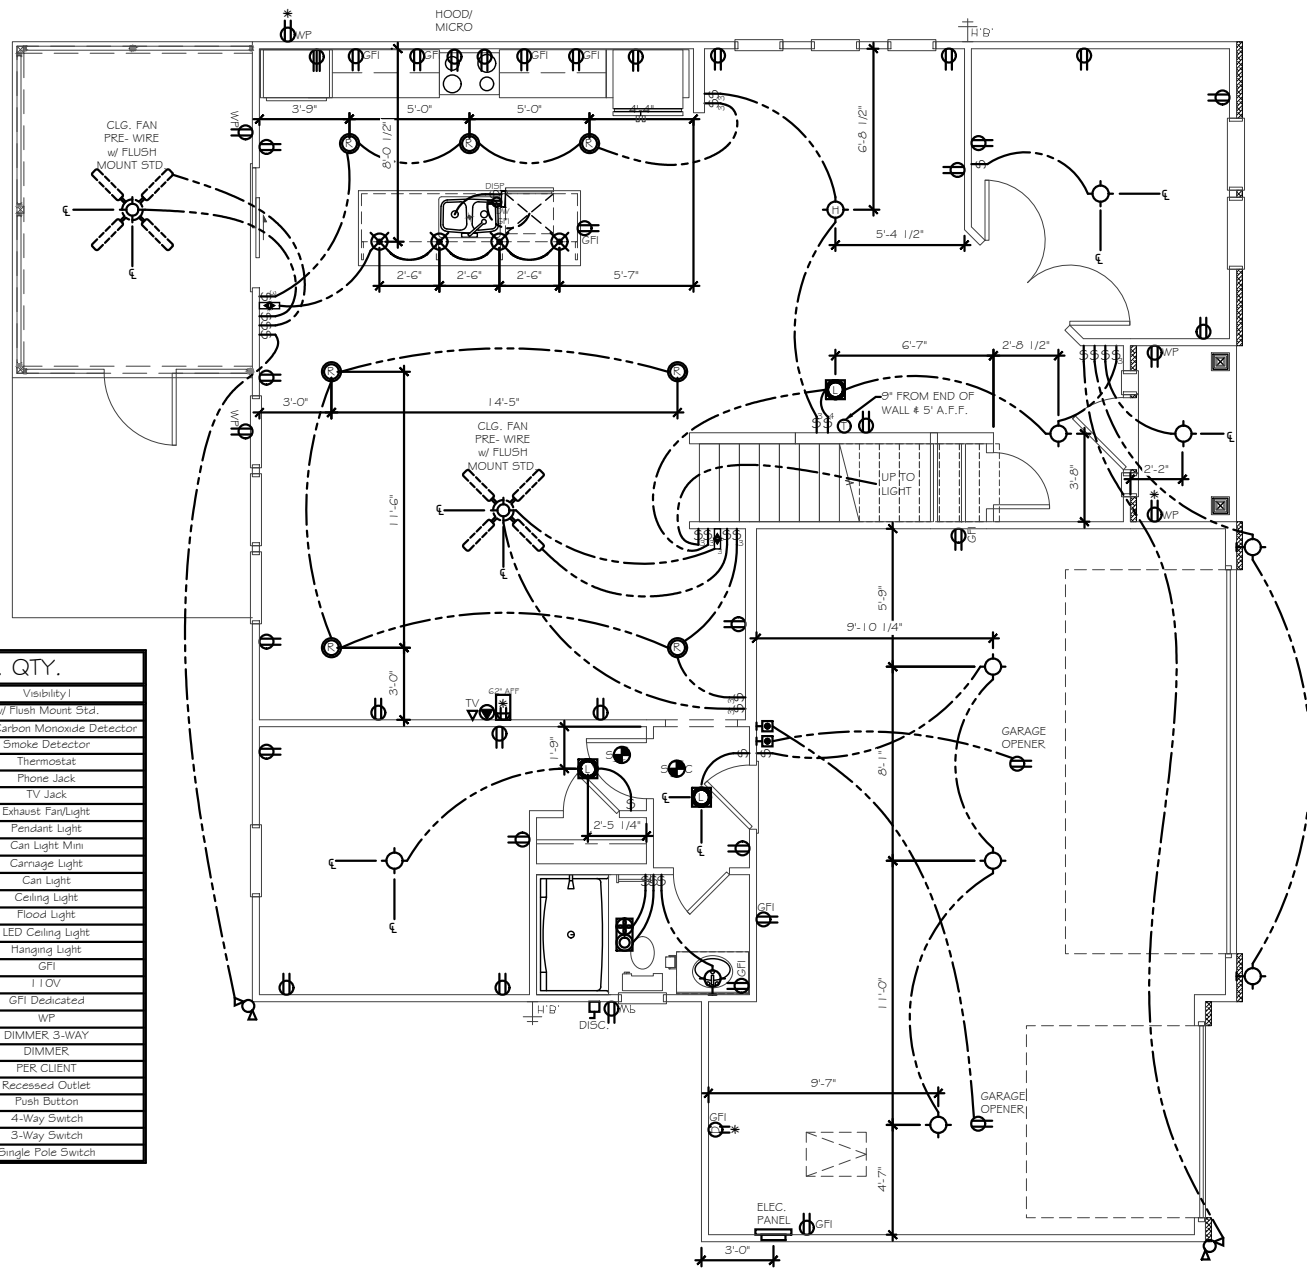 HOOD/
MICRO
WP
GFI
GFI
GFI
GFI
H.B.
CLG. FAN
PRE- WIRE
w/ FLUSH
MOUNT STD.
WP
3'-9"
5'-0"
5'-0"
4'-4"
8'-0 1/2"
6'-8 1/2"
R
R
R
S
DISP.
GFI
H
5'-4 1/2"
2'-6"
2'-6"
2'-6"
5'-7"
6'-7"
2'-8 1/2"
WP
R
R
3'-0"
14'-5"
L
9" FROM END OF
WALL & 5' A.F.F.
T
WP
CLG. FAN
PRE- WIRE
w/ FLUSH
MOUNT STD.
UP TO
LIGHT
3'-8"
2'-2"
WP
11'-6"
GFI
5'-9"
9'-10 1/4"
R
R
3'-0"
TV
62" AFF
GARAGE
OPENER
1'-9"
S
L
L
8'-1"
S
2'-5 1/4"
SSS
GFI
GFI
H.B.
DISC.
WP
11'-0"
9'-7"
GARAGE
OPENER
GFI
4'-7"
ELEC.
PANEL
GFI
3'-0"
QTY.
Visibility1
w/ Flush Mount Std.
Carbon Monoxide Detector
Smoke Detector
Thermostat
Phone Jack
TV Jack
Exhaust Fan/Light
Pendant Light
Can Light Mini
Carriage Light
Can Light
Ceiling Light
Flood Light
LED Ceiling Light
Hanging Light
GFI
110V
GFI Dedicated
WP
DIMMER 3-WAY
DIMMER
PER CLIENT
Recessed Outlet
Push Button
4-Way Switch
3-Way Switch
Single Pole Switch